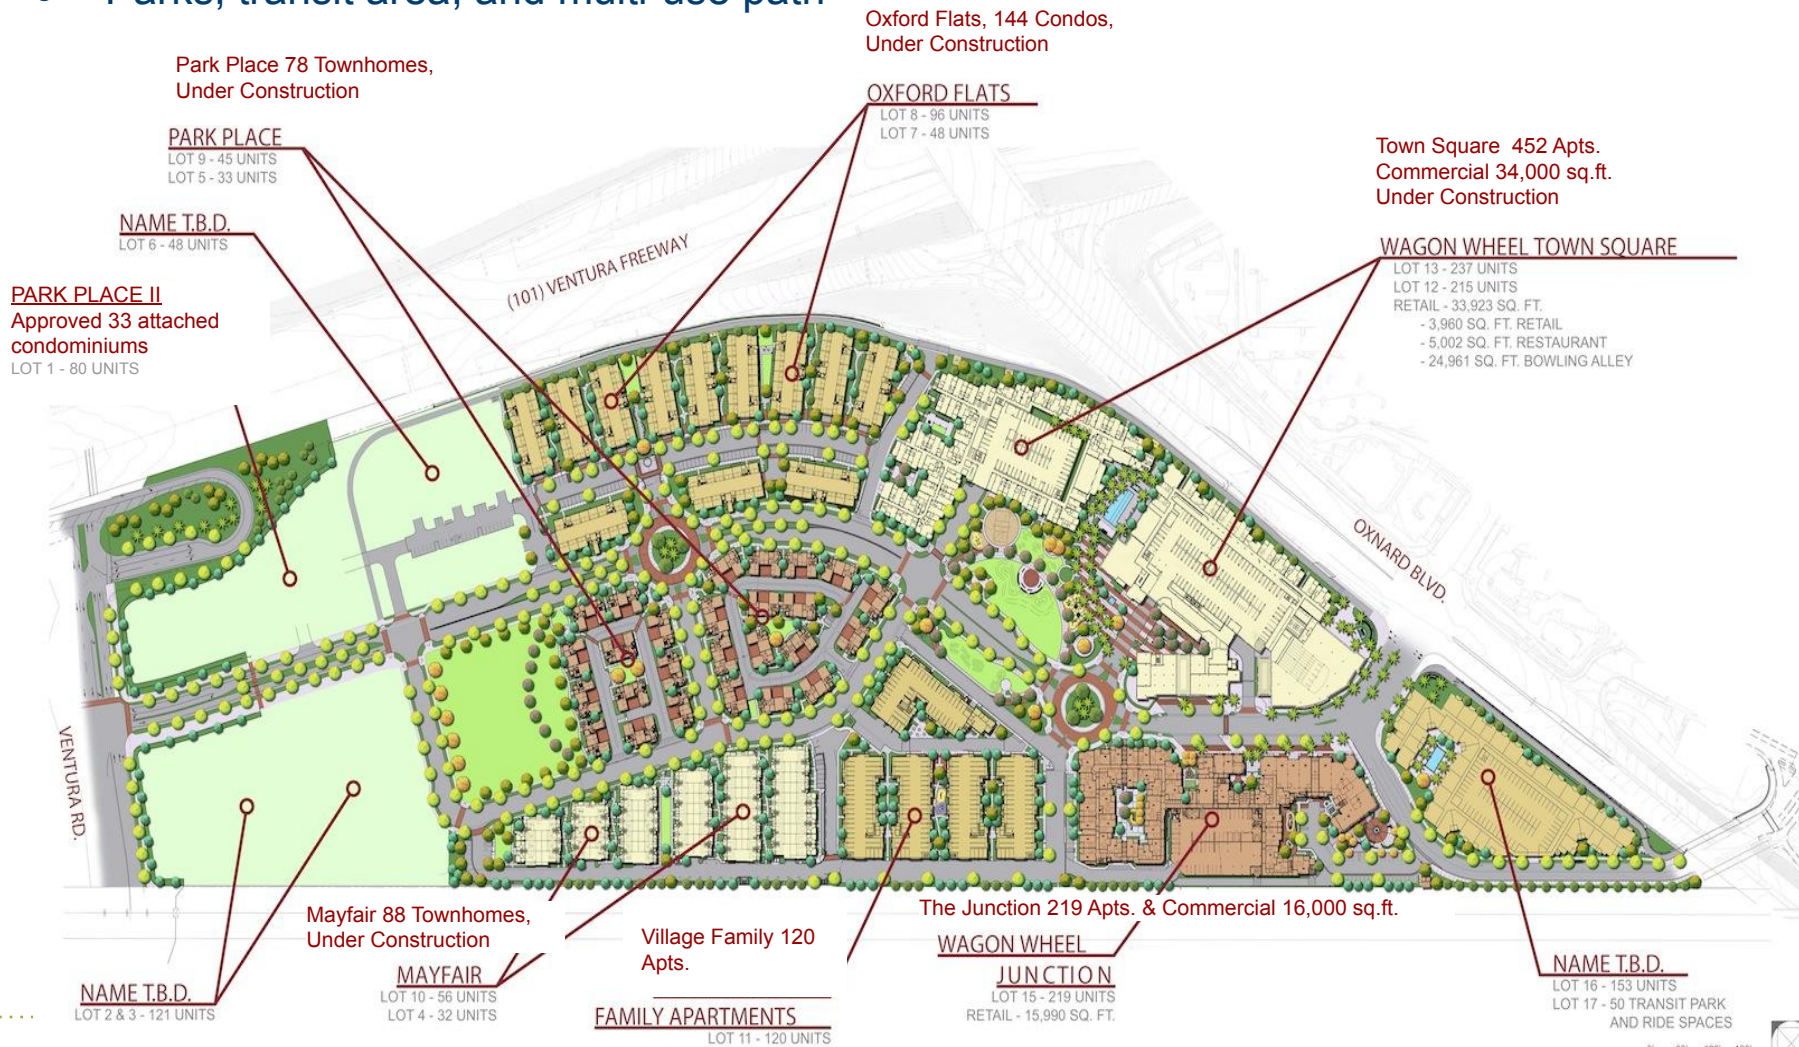 Parks, transit area, and multi-use path
Oxford Flats, 144 Condos,
Under Construction
Park Place 78 Townhomes,
Under Construction
OXFORD FLATS
LOT 8 - 96 UNITS
LOT 7 - 48 UNITS
PARK PLACE
LOT 9 - 45 UNITS
LOT 5 - 33 UNITS
Town Square 452 Apts.
Commercial 34,000 sq.ft.
Under Construction
NAME T.B.D.
LOT 6 - 48 UNITS
WAGON WHEEL TOWN SQUARE
LOT 13 - 237 UNITS
LOT 12 - 215 UNITS
RETAIL - 33,923 SQ. FT.
- 3,960 SQ. FT. RETAIL
- 5,002 SQ. FT. RESTAURANT
- 24,961 SQ. FT. BOWLING ALLEY
(101) VENTURA FREEWAY
PARK PLACE II
Approved 33 attached
condominiums
LOT 1 - 80 UNITS
OXNARD BLVD.
VENTURA RD.
Mayfair 88 Townhomes,
Under Construction
MAYFAIR
LOT 10 - 56 UNITS
LOT 4 - 32 UNITS
Village Family 120
Apts.
FAMILY APARTMENTS
LOT 11 - 120 UNITS
The Junction 219 Apts. & Commercial 16,000 sq.ft.
WAGON WHEEL
JUNCTION
LOT 15 - 219 UNITS
RETAIL - 15,990 SQ. FT.
NAME T.B.D.
LOT 2 & 3 - 121 UNITS
NAME T.B.D.
LOT 16 - 153 UNITS
LOT 17 - 50 TRANSIT PARK
AND RIDE SPACES